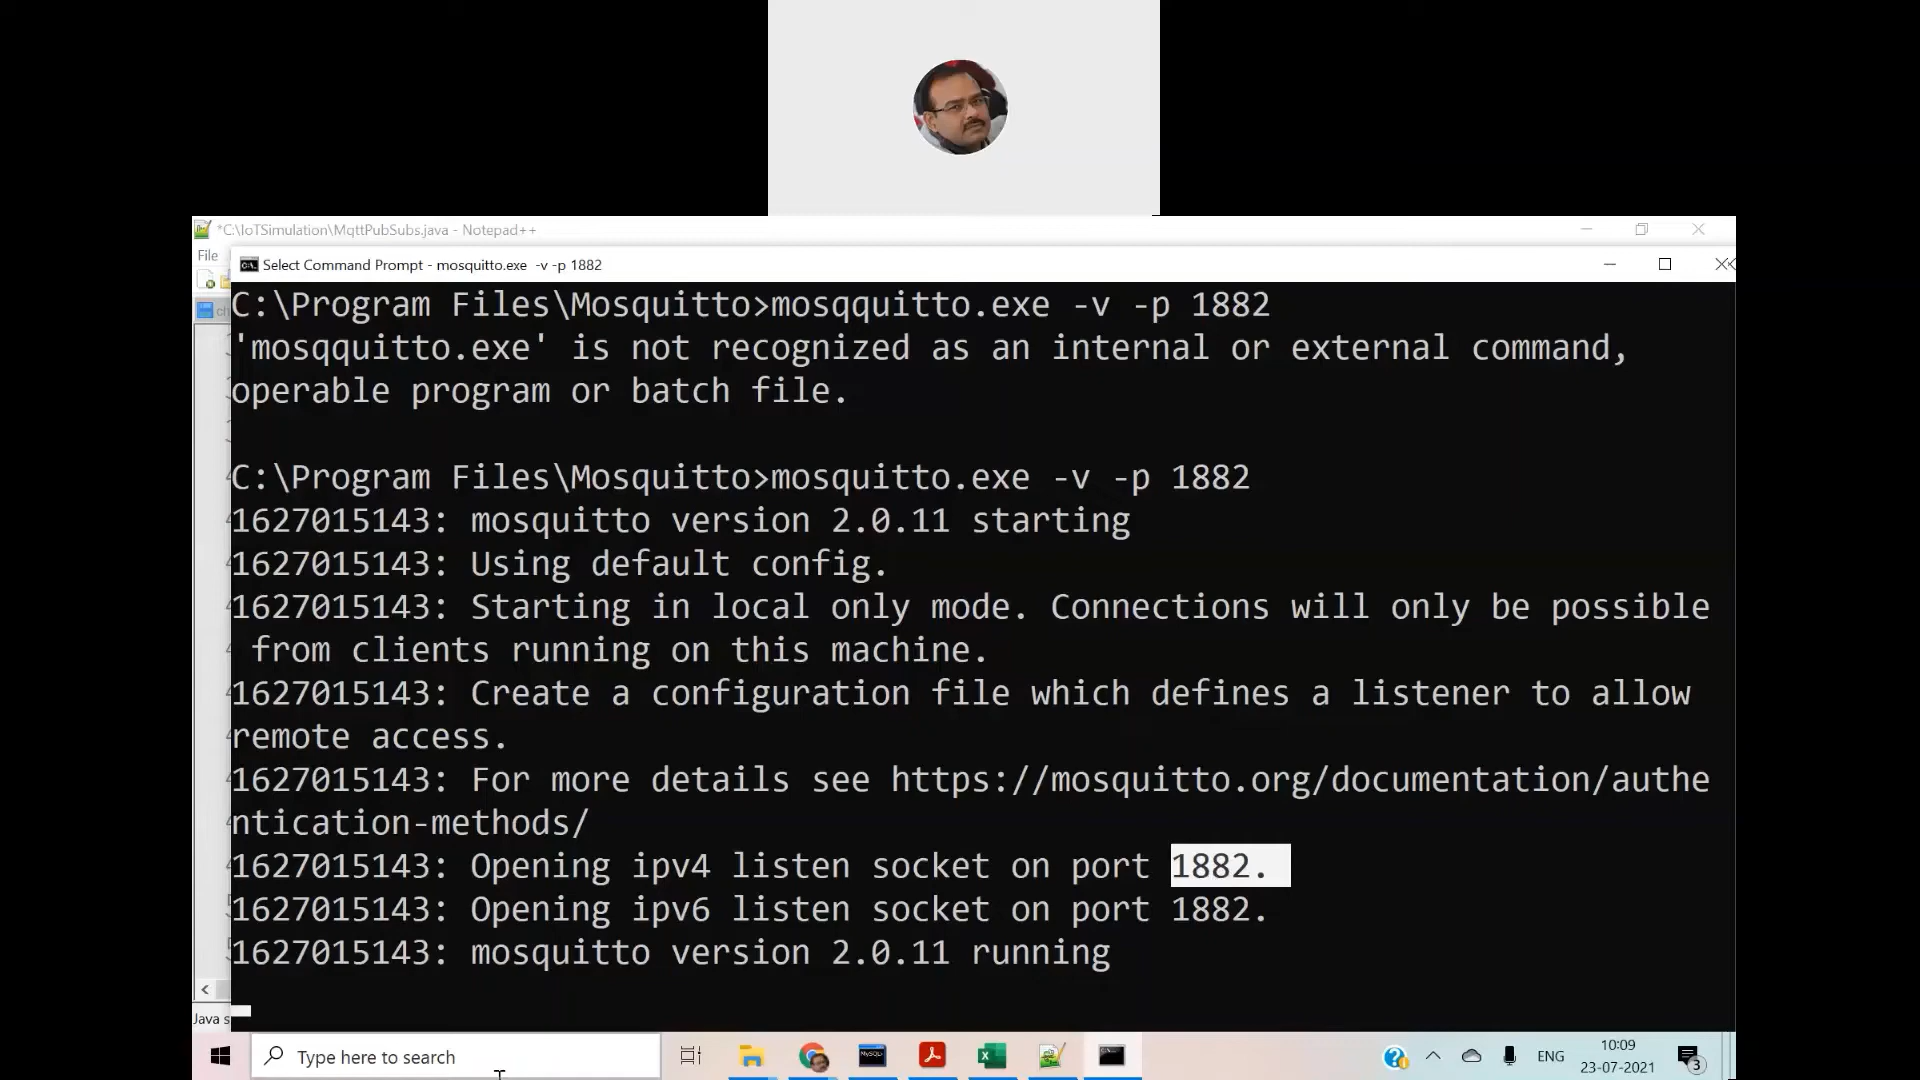 *C:\IoTSimulation\MqttPubSubs.java - Notepad++
File
Select Command Prompt - mosquitto.exe -v -p 1882
C:\Program Files\Mosquitto>mosqquitto.exe -v -p 1882
'mosqquitto.exe' is not recognized as an internal or external command,
operable program or batch file.
C:\Program Files\Mosquitto>mosquitto.exe -v -p 1882
1627015143: mosquitto version 2.0.11 starting
1627015143: Using default config.
1627015143: Starting in local only mode. Connections will only be possible
from clients running on this machine.
1627015143: Create a configuration file which defines a listener to allow
remote access.
1627015143: For more details see https://mosquitto.org/documentation/authe
ntication-methods/
1627015143: Opening ipv4 listen socket on port 1882.
1627015143: Opening ipv6 listen socket on port 1882.
1627015143: mosquitto version 2.0.11 running
Java s
Type here to search
MySQL
ENG
10:09
23-07-2021
3